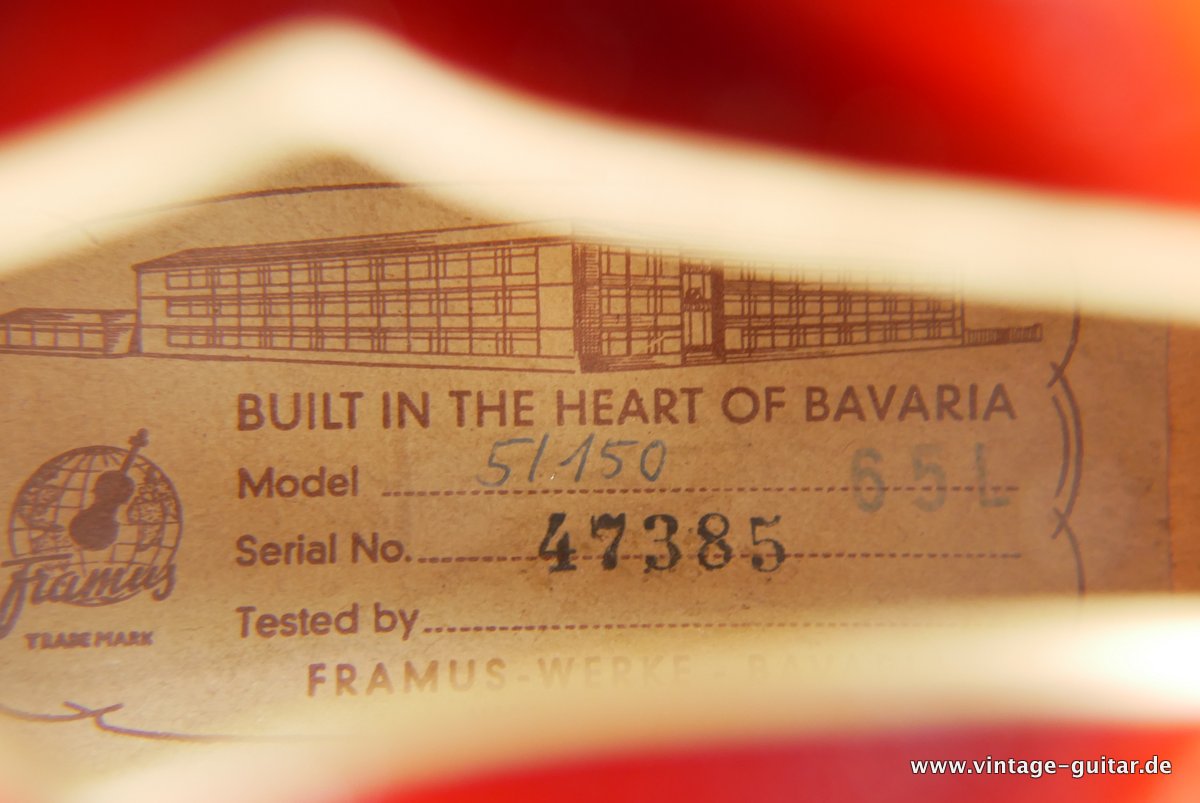 BUILT IN THE HEART OF BAVARIA
Model 5/150 65L
Serial No. 47385
Framus
Tested by
TRADE MARK
FRAMUS-WERKE -
www.vintage-guitar.de